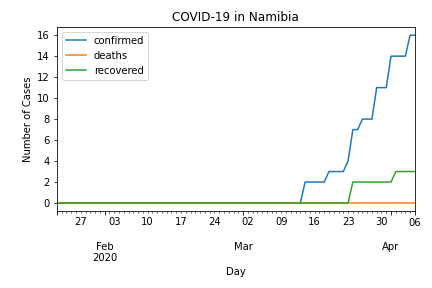 COVID-19 in Namibia
confirmed
deaths
recovered
Number of Cases
16
14
12
10
8
6
4
2
0
27 03 10 17 24 02 09 16 23 30 06
Feb Mar Apr
2020
Day